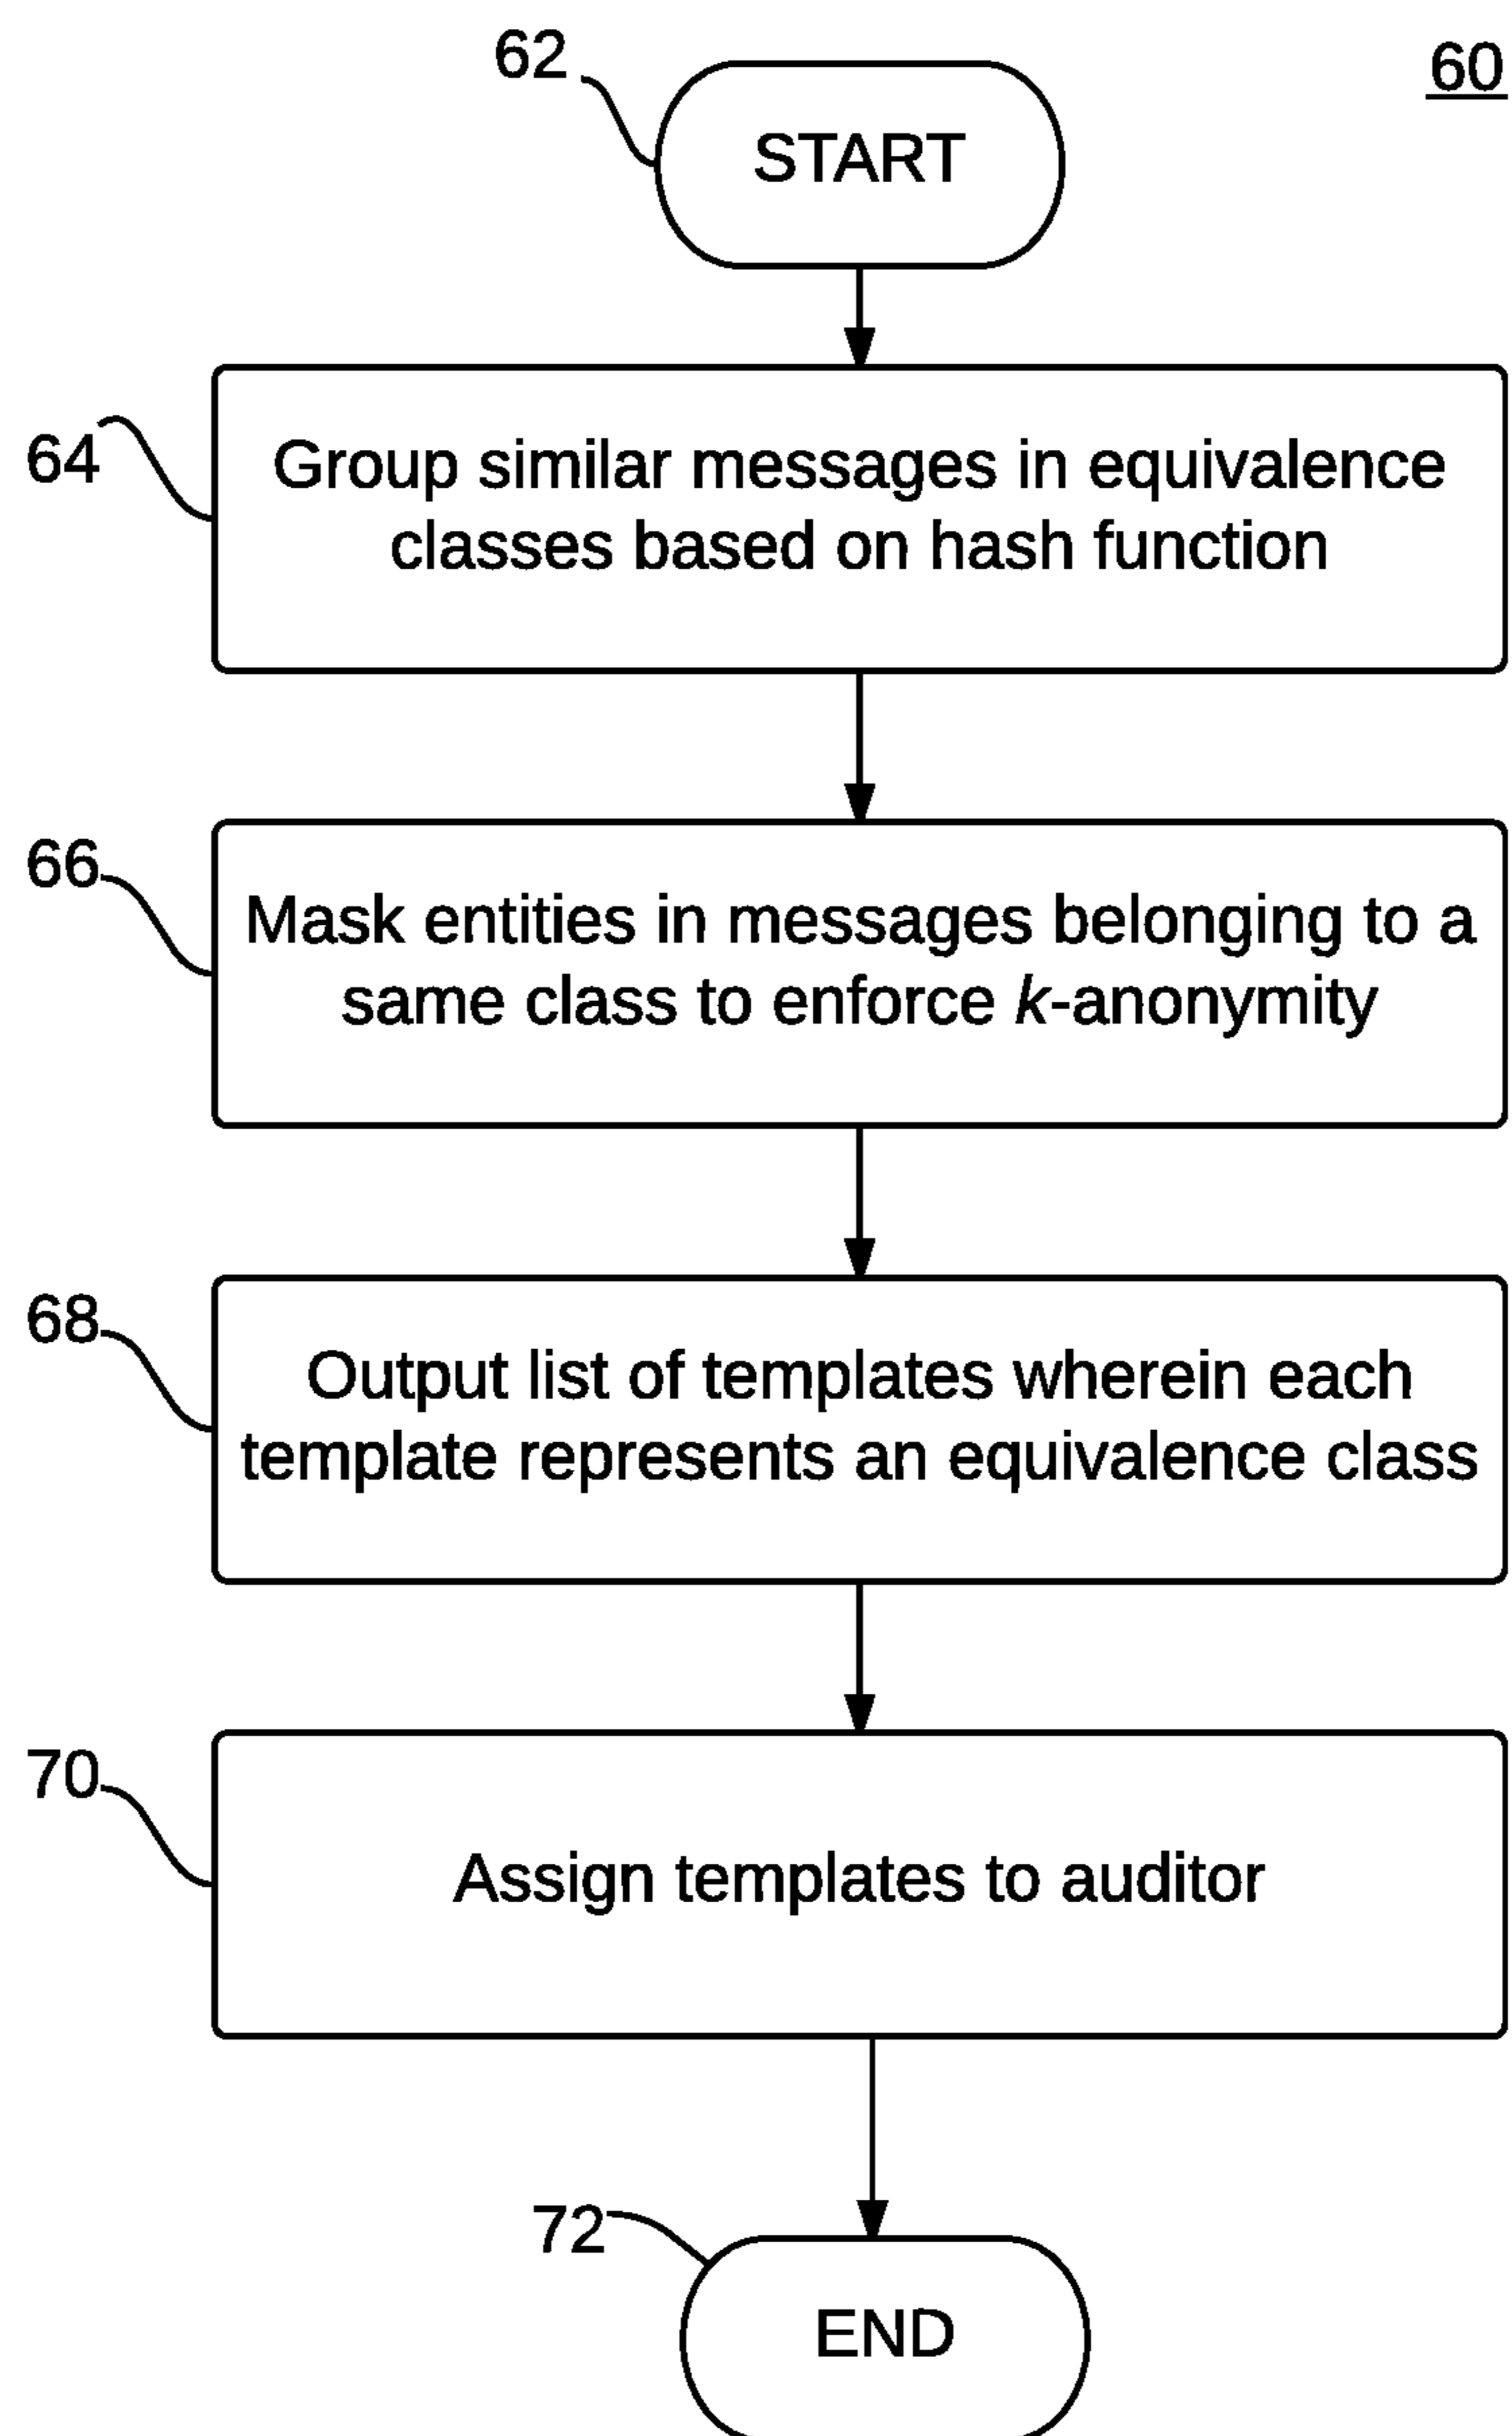 62
60
START
64
Group similar messages in equivalence
classes based on hash function
66
Mask entities in messages belonging to a
same class to enforce k-anonymity
68
Output list of templates wherein each
template represents an equivalence class
70
Assign templates to auditor
72
END